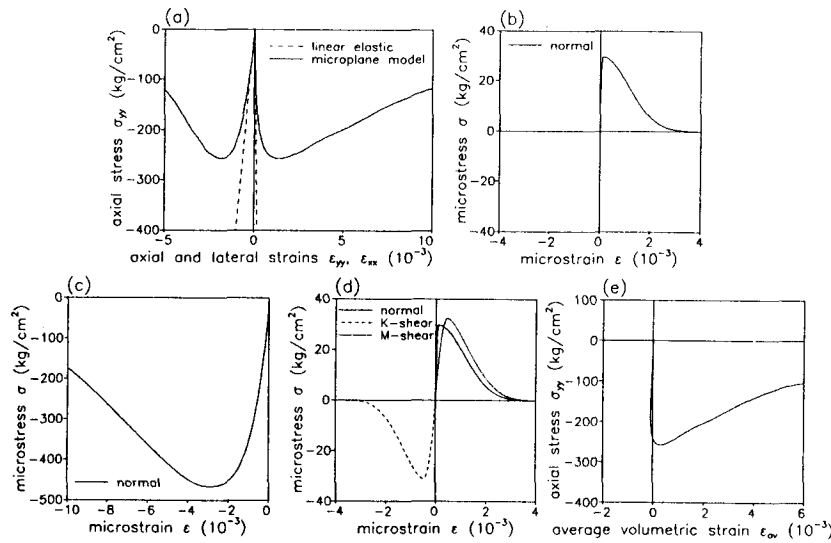 (a)
axial stress σyy (kg/cm²)
0
−100
−200
−300
−400
linear elastic
microplane model
−5
0
5
10
axial and lateral strains εyy, εxx (10⁻³)
(b)
microstress σ (kg/cm²)
40
20
0
−20
−40
normal
−4
−2
0
2
4
microstrain ε (10⁻³)
(c)
microstress σ (kg/cm²)
0
−100
−200
−300
−400
−500
normal
−10
−8
−6
−4
−2
0
microstrain ε (10⁻³)
(d)
microstress σ (kg/cm²)
40
20
0
−20
−40
normal
K−shear
M−shear
−4
−2
0
2
4
microstrain ε (10⁻³)
(e)
axial stress σyy (kg/cm²)
100
0
−100
−200
−300
−400
−2
0
2
4
6
average volumetric strain εav (10⁻³)